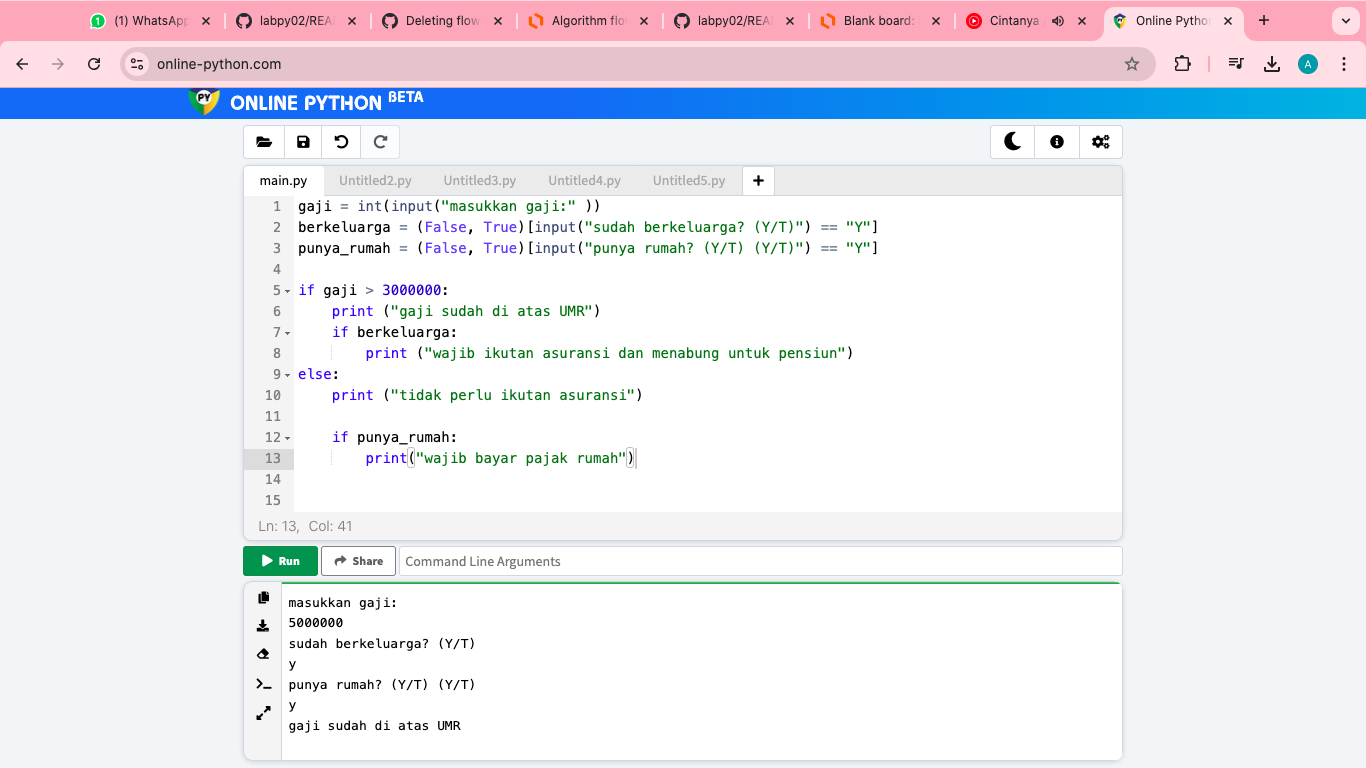 (1) WhatsApp
labpy02/REA
Deleting flow
Algorithm flo
labpy02/REA
Blank board:
Cintanya
Online Pytho
online-python.com
A
PY ONLINE PYTHON BETA
main.py Untitled2.py Untitled3.py Untitled4.py Untitled5.py +
1 gaji = int(input("masukkan gaji:" ))
2 berkeluarga = (False, True)[input("sudah berkeluarga? (Y/T)") == "Y"]
3 punya_rumah = (False, True)[input("punya rumah? (Y/T) (Y/T)") == "Y"]
4
5 if gaji > 3000000:
6     print ("gaji sudah di atas UMR")
7     if berkeluarga:
8         print ("wajib ikutan asuransi dan menabung untuk pensiun")
9 else:
10     print ("tidak perlu ikutan asuransi")
11
12     if punya_rumah:
13         print("wajib bayar pajak rumah")
14
15
Ln: 13, Col: 41
Run Share Command Line Arguments
masukkan gaji:
5000000
sudah berkeluarga? (Y/T)
y
punya rumah? (Y/T) (Y/T)
y
gaji sudah di atas UMR